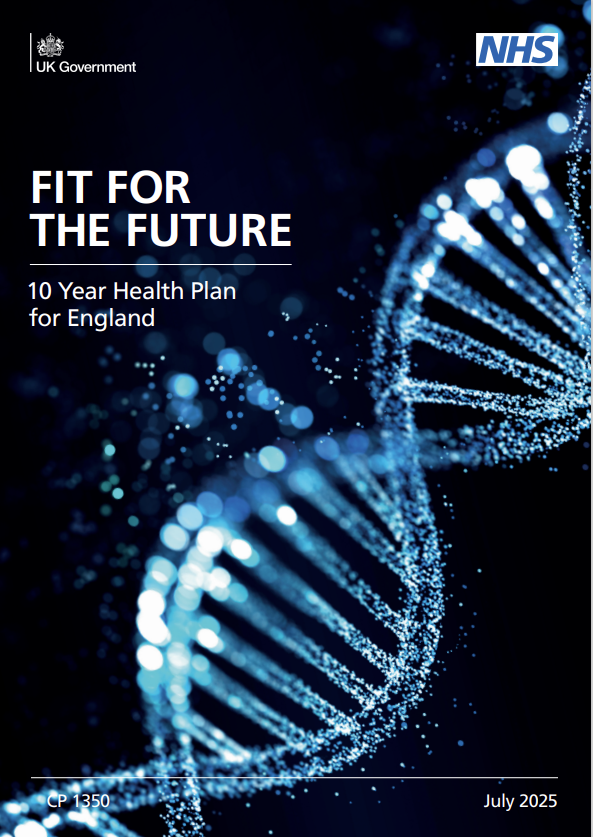 UK Government
NHS
FIT FOR
THE FUTURE
10 Year Health Plan
for England
CP 1350
July 2025